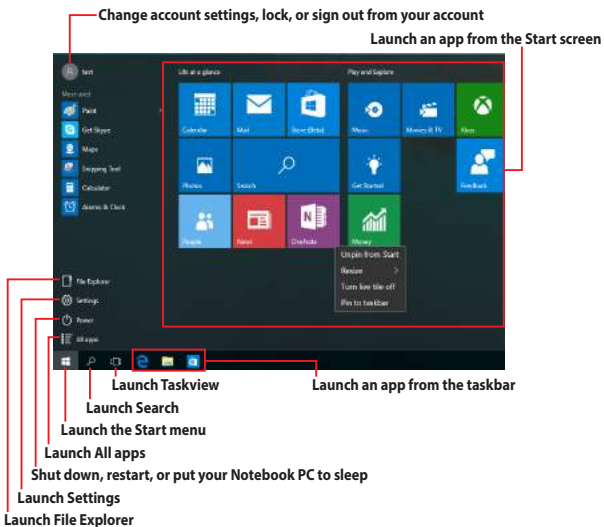 Change account settings, lock, or sign out from your account
Launch an app from the Start screen
test
Most used
Paint
Get Skype
Maps
Snipping Tool
Calculator
Alarms & Clock
File Explorer
Settings
Power
All apps
Life at a glance
Play and Explore
Calendar
Mail
Store (Beta)
Music
Movies & TV
Xbox
Photos
Search
Get Started
Feedback
People
News
OneNote
Money
Unpin from Start
Resize
Turn live tile off
Pin to taskbar
Launch Taskview
Launch an app from the taskbar
Launch Search
Launch the Start menu
Launch All apps
Shut down, restart, or put your Notebook PC to sleep
Launch Settings
Launch File Explorer